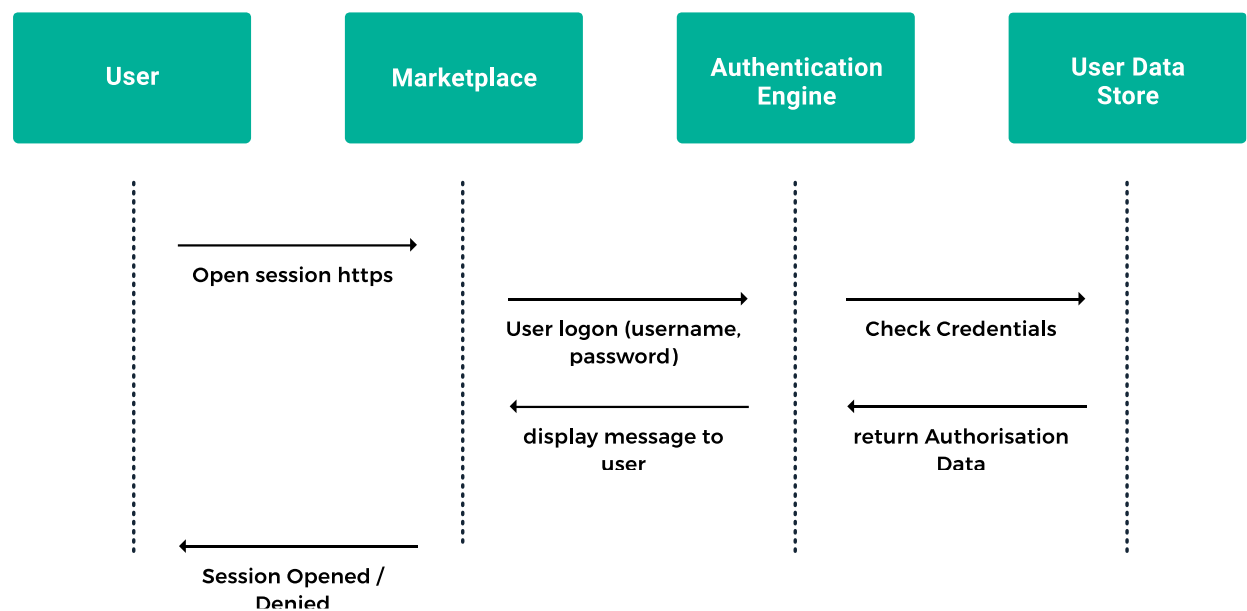 User
Marketplace
Authentication
Engine
User Data
Store
Open session https
User logon (username,
password)
Check Credentials
display message to
user
return Authorisation
Data
Session Opened /
Denied